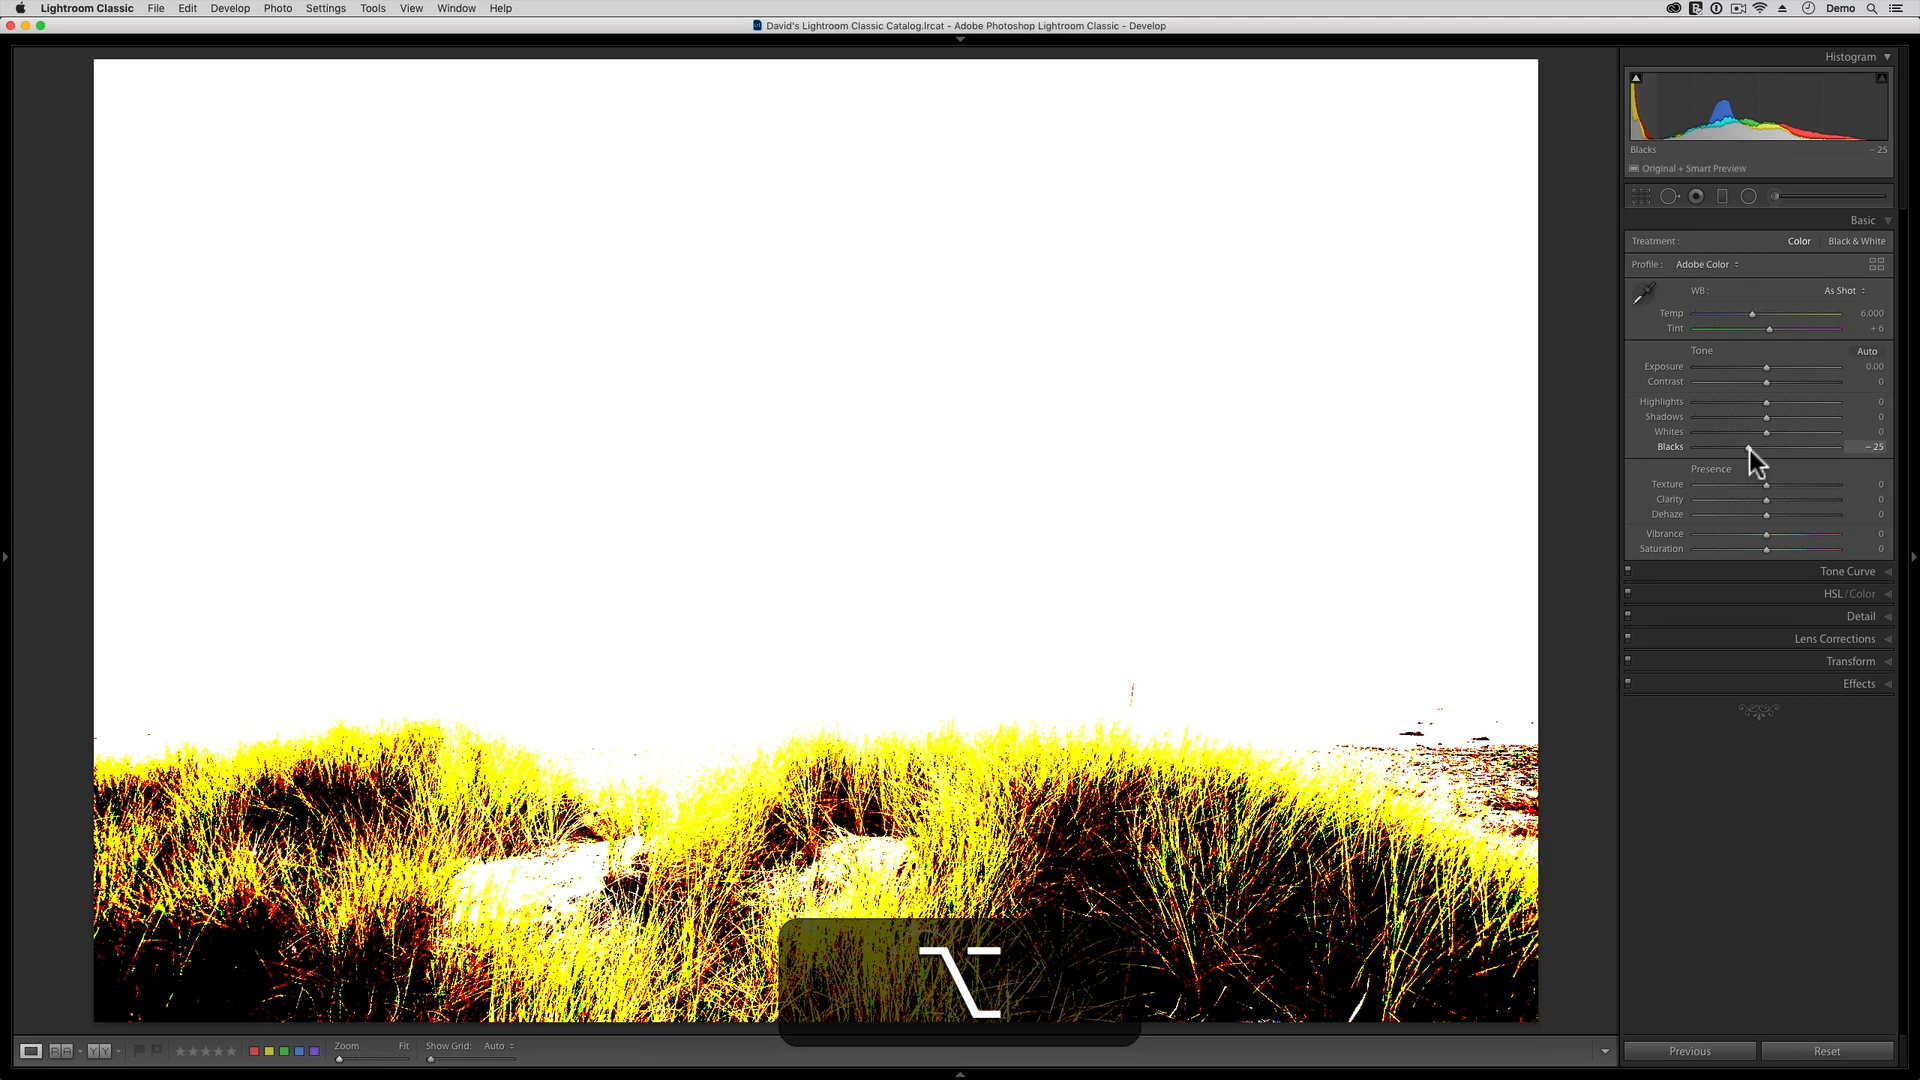 Lightroom Classic File Edit Develop Photo Settings Tools View Window Help Demo
David's Lightroom Classic Catalog.lrcat - Adobe Photoshop Lightroom Classic - Develop
Histogram
Blacks - 25
Original + Smart Preview
Basic
Treatment : Color Black & White
Profile : Adobe Color
WB : As Shot
Temp 6,000
Tint + 6
Tone Auto
Exposure 0.00
Contrast 0
Highlights 0
Shadows 0
Whites 0
Blacks - 25
Presence
Texture 0
Clarity 0
Dehaze 0
Vibrance 0
Saturation 0
Tone Curve
HSL / Color
Detail
Lens Corrections
Transform
Effects
Zoom Fit Show Grid: Auto
Previous Reset